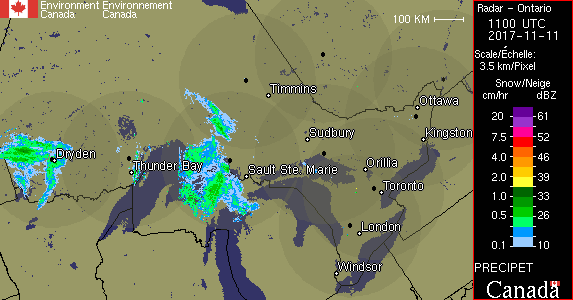 Environment Environnement
Canada Canada
Radar - Ontario
1100 UTC
2017-11-11
100 KM
Scale/Échelle:
3.5 km/Pixel
Snow/Neige
cm/hr dBZ
20 61
7.5 52
4.0 46
2.0 39
1.0 33
0.5 26
0.1 10
PRECIPET
Canada
Timmins
Ottawa
Sudbury
Kingston
Dryden
Thunder Bay
Sault Ste. Marie
Orillia
Toronto
London
Windsor